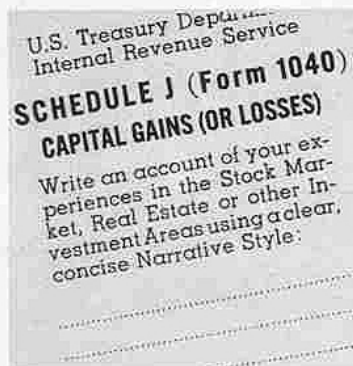 U.S. Treasury
Internal Revenue Service
SCHEDULE J (Form 1040)
CAPITAL GAINS (OR LOSSES)
Write an account of your ex-
periences in the Stock Mar-
ket, Real Estate or other In-
vestment Areas using a clear,
concise Narrative Style: